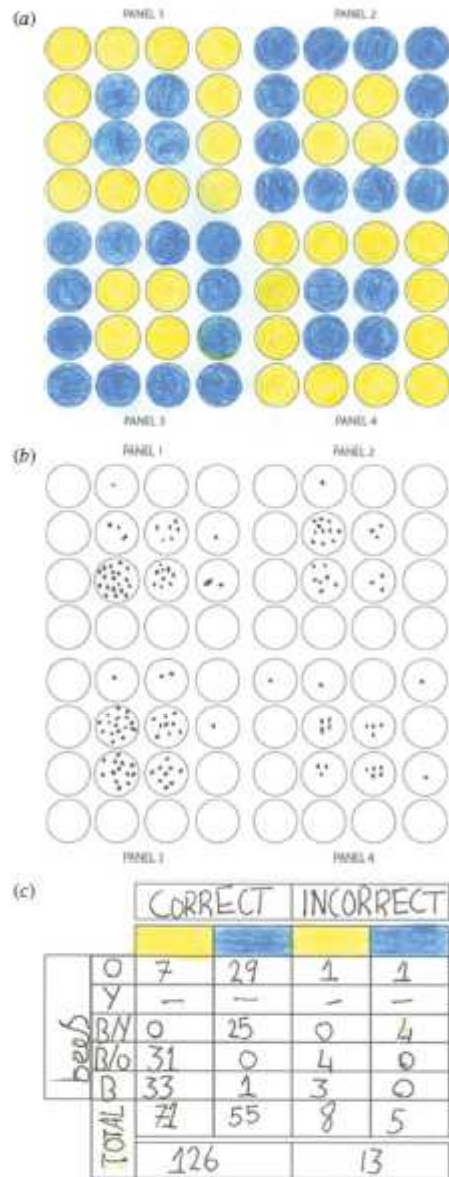 (a)
PANEL 1 PANEL 2
PANEL 3 PANEL 4
(b)
PANEL 1 PANEL 2
PANEL 3 PANEL 4
(c)
CORRECT INCORRECT
bees
O 7 29 1 1
Y — — — —
B/Y 0 25 0 4
B/O 31 0 4 0
B 33 1 3 0
TOTAL 71 55 8 5
126 13